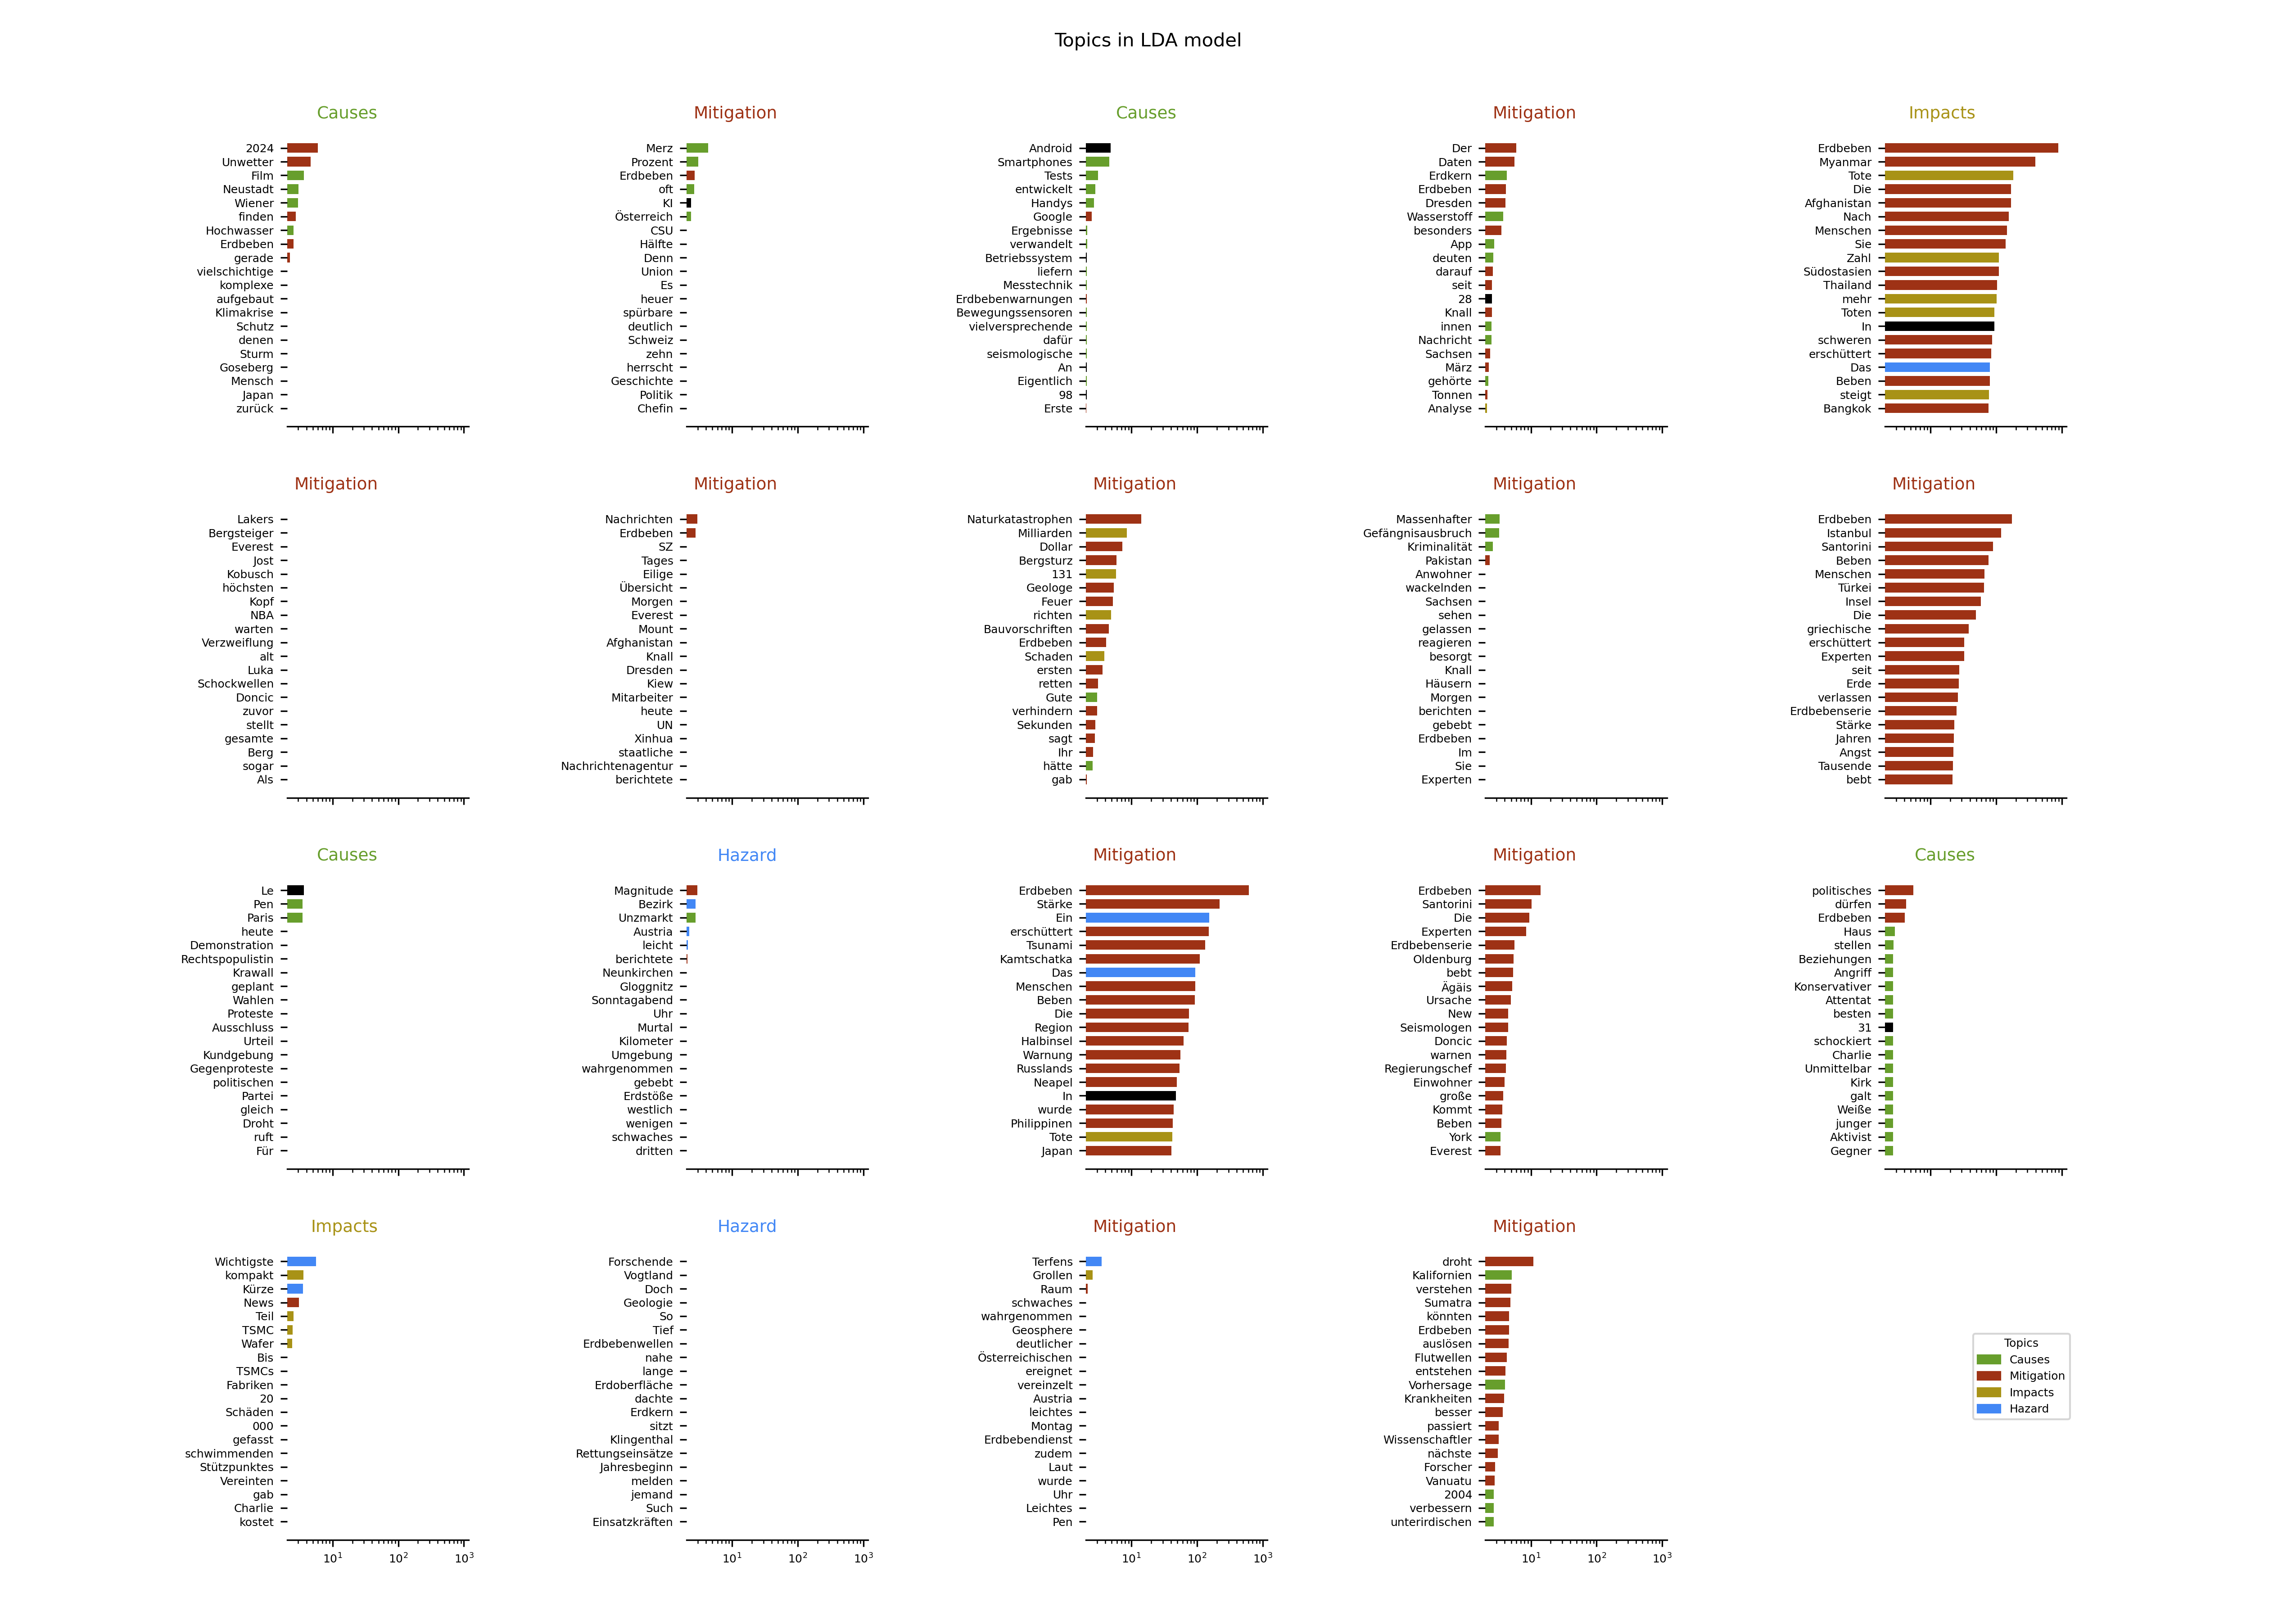 Topics in LDA model
Causes
2024
Unwetter
Film
Neustadt
Wiener
finden
Hochwasser
Erdbeben
gerade
vielschichtige
komplexe
aufgebaut
Klimakrise
Schutz
denen
Sturm
Goseberg
Mensch
Japan
zurück
Mitigation
Merz
Prozent
Erdbeben
oft
KI
Österreich
CSU
Hälfte
Denn
Union
Es
heuer
spürbare
deutlich
Schweiz
zehn
herrscht
Geschichte
Politik
Chefin
Causes
Android
Smartphones
Tests
entwickelt
Handys
Google
Ergebnisse
verwandelt
Betriebssystem
liefern
Messtechnik
Erdbebenwarnungen
Bewegungssensoren
vielversprechende
dafür
seismologische
An
Eigentlich
98
Erste
Mitigation
Der
Daten
Erdkern
Erdbeben
Dresden
Wasserstoff
besonders
App
deuten
darauf
seit
28
Knall
innen
Nachricht
Sachsen
März
gehörte
Tonnen
Analyse
Impacts
Erdbeben
Myanmar
Tote
Die
Afghanistan
Nach
Menschen
Sie
Zahl
Südostasien
Thailand
mehr
Toten
In
schweren
erschüttert
Das
Beben
steigt
Bangkok
Mitigation
Lakers
Bergsteiger
Everest
Jost
Kobusch
höchsten
Kopf
NBA
warten
Verzweiflung
alt
Luka
Schockwellen
Doncic
zuvor
stellt
gesamte
Berg
sogar
Als
Mitigation
Nachrichten
Erdbeben
SZ
Tages
Eilige
Übersicht
Morgen
Everest
Mount
Afghanistan
Knall
Dresden
Kiew
Mitarbeiter
heute
UN
Xinhua
staatliche
Nachrichtenagentur
berichtete
Mitigation
Naturkatastrophen
Milliarden
Dollar
Bergsturz
131
Geologe
Feuer
richten
Bauvorschriften
Erdbeben
Schaden
ersten
retten
Gute
verhindern
Sekunden
sagt
Ihr
hätte
gab
Mitigation
Massenhafter
Gefängnisausbruch
Kriminalität
Pakistan
Anwohner
wackelnden
Sachsen
sehen
gelassen
reagieren
besorgt
Knall
Häusern
Morgen
berichten
gebebt
Erdbeben
Im
Sie
Experten
Mitigation
Erdbeben
Istanbul
Santorini
Beben
Menschen
Türkei
Insel
Die
griechische
erschüttert
Experten
seit
Erde
verlassen
Erdbebenserie
Stärke
Jahren
Angst
Tausende
bebt
Causes
Le
Pen
Paris
heute
Demonstration
Rechtspopulistin
Krawall
geplant
Wahlen
Proteste
Ausschluss
Urteil
Kundgebung
Gegenproteste
politischen
Partei
gleich
Droht
ruft
Für
Hazard
Magnitude
Bezirk
Unzmarkt
Austria
leicht
berichtete
Neunkirchen
Gloggnitz
Sonntagabend
Uhr
Murtal
Kilometer
Umgebung
wahrgenommen
gebebt
Erdstöße
westlich
wenigen
schwaches
dritten
Mitigation
Erdbeben
Stärke
Ein
erschüttert
Tsunami
Kamtschatka
Das
Menschen
Beben
Die
Region
Halbinsel
Warnung
Russlands
Neapel
In
wurde
Philippinen
Tote
Japan
Mitigation
Erdbeben
Santorini
Die
Experten
Erdbebenserie
Oldenburg
bebt
Ägäis
Ursache
New
Seismologen
Doncic
warnen
Regierungschef
Einwohner
große
Kommt
Beben
York
Everest
Causes
politisches
dürfen
Erdbeben
Haus
stellen
Beziehungen
Angriff
Konservativer
Attentat
besten
31
schockiert
Charlie
Unmittelbar
Kirk
galt
Weiße
junger
Aktivist
Gegner
Impacts
Wichtigste
kompakt
Kürze
News
Teil
TSMC
Wafer
Bis
TSMCs
Fabriken
20
Schäden
000
gefasst
schwimmenden
Stützpunktes
Vereinten
gab
Charlie
kostet
10¹ 10² 10³
Hazard
Forschende
Vogtland
Doch
Geologie
So
Tief
Erdbebenwellen
nahe
lange
Erdoberfläche
dachte
Erdkern
sitzt
Klingenthal
Rettungseinsätze
Jahresbeginn
melden
jemand
Such
Einsatzkräften
10¹ 10² 10³
Mitigation
Terfens
Grollen
Raum
schwaches
wahrgenommen
Geosphere
deutlicher
Österreichischen
ereignet
vereinzelt
Austria
leichtes
Montag
Erdbebendienst
zudem
Laut
wurde
Uhr
Leichtes
Pen
10¹ 10² 10³
Mitigation
droht
Kalifornien
verstehen
Sumatra
könnten
Erdbeben
auslösen
Flutwellen
entstehen
Vorhersage
Krankheiten
besser
passiert
Wissenschaftler
nächste
Forscher
Vanuatu
2004
verbessern
unterirdischen
10¹ 10² 10³
Topics
Causes
Mitigation
Impacts
Hazard